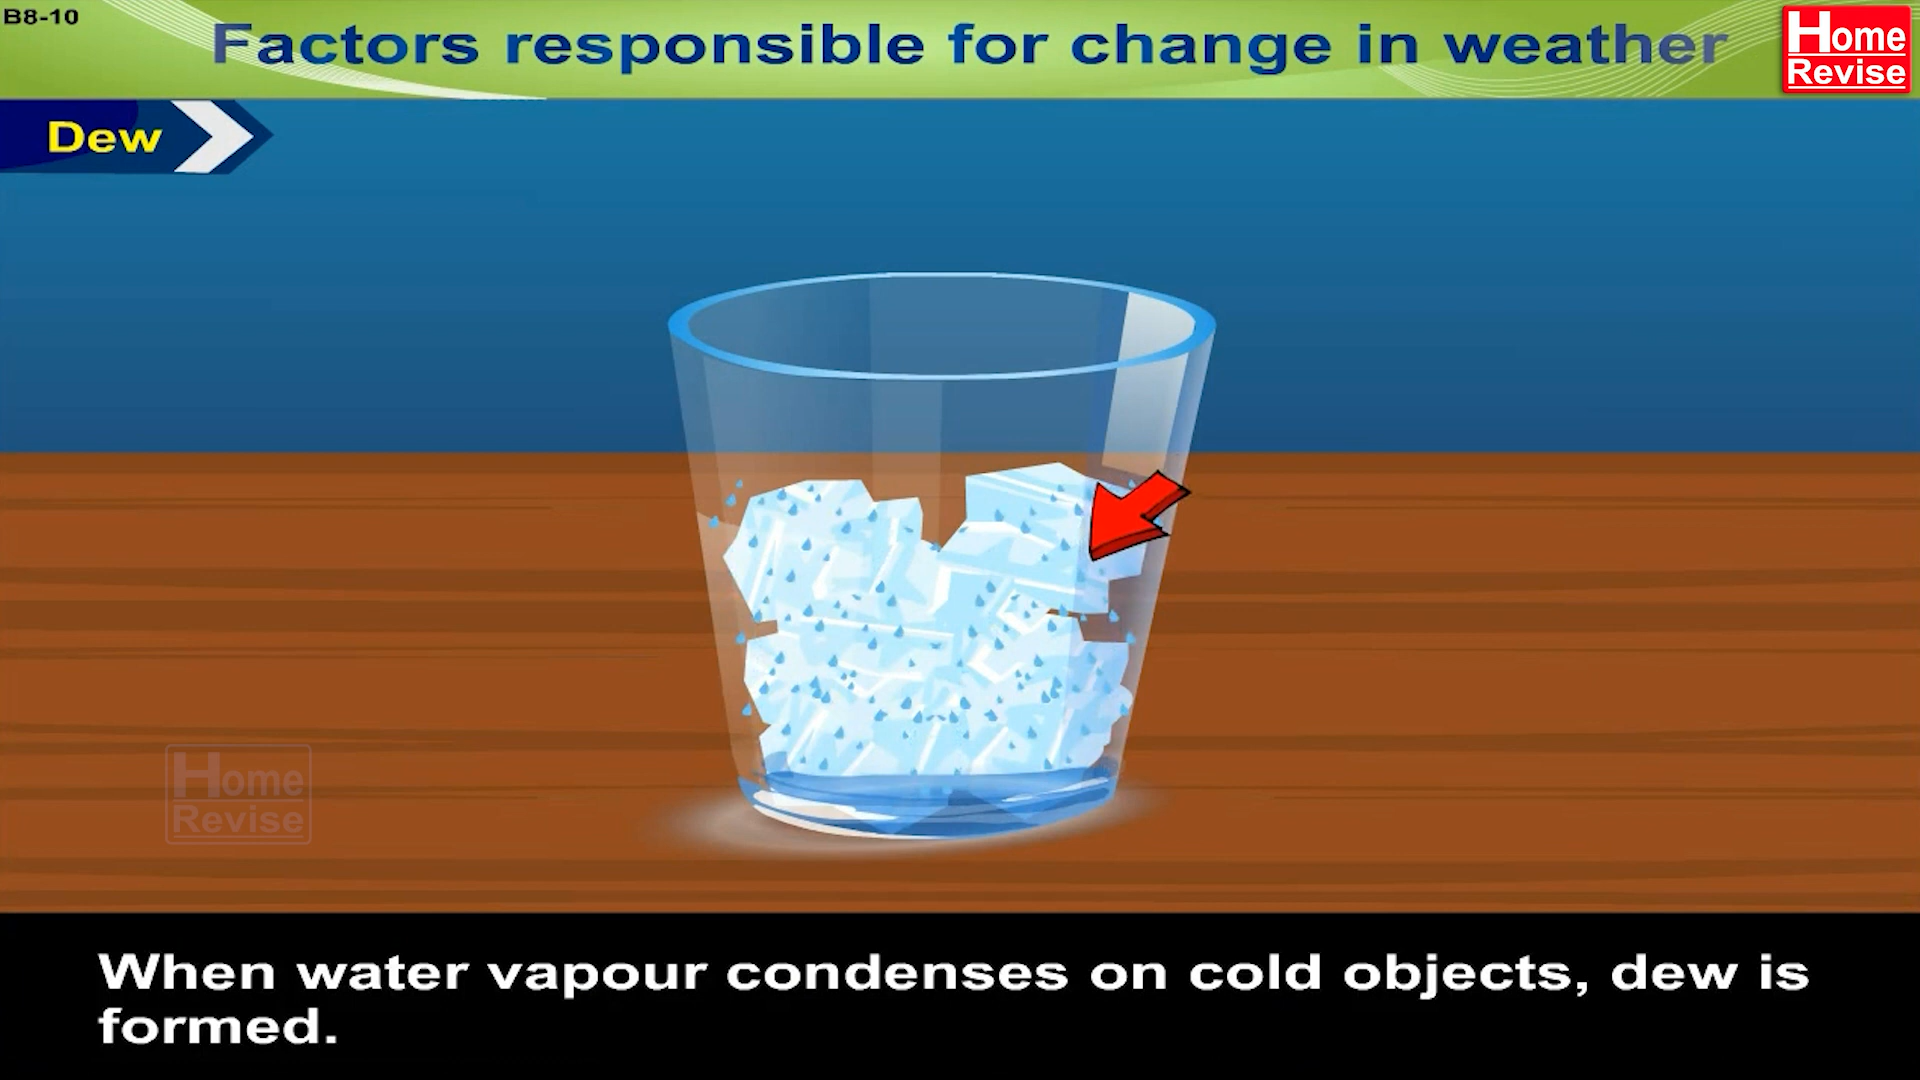 B8-10
Factors responsible for change in weather
Home
Revise
Dew
Home
Revise
When water vapour condenses on cold objects, dew is
formed.